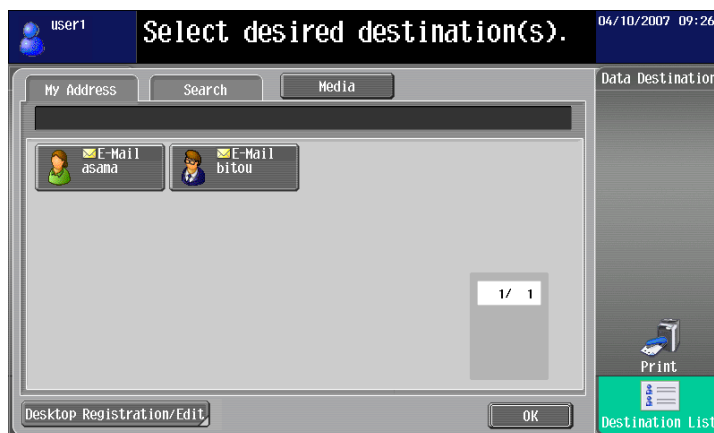 user1
Select desired destination(s).
04/10/2007 09:26
My Address
Search
Media
Data Destination
E-Mail
asama
E-Mail
bitou
1/ 1
Print
Desktop Registration/Edit
OK
Destination List